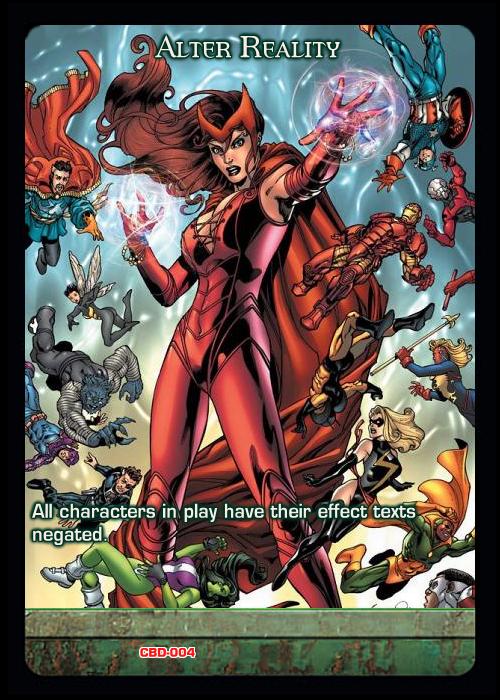 Alter Reality
All characters in play have their effect texts
negated.
CBD-004